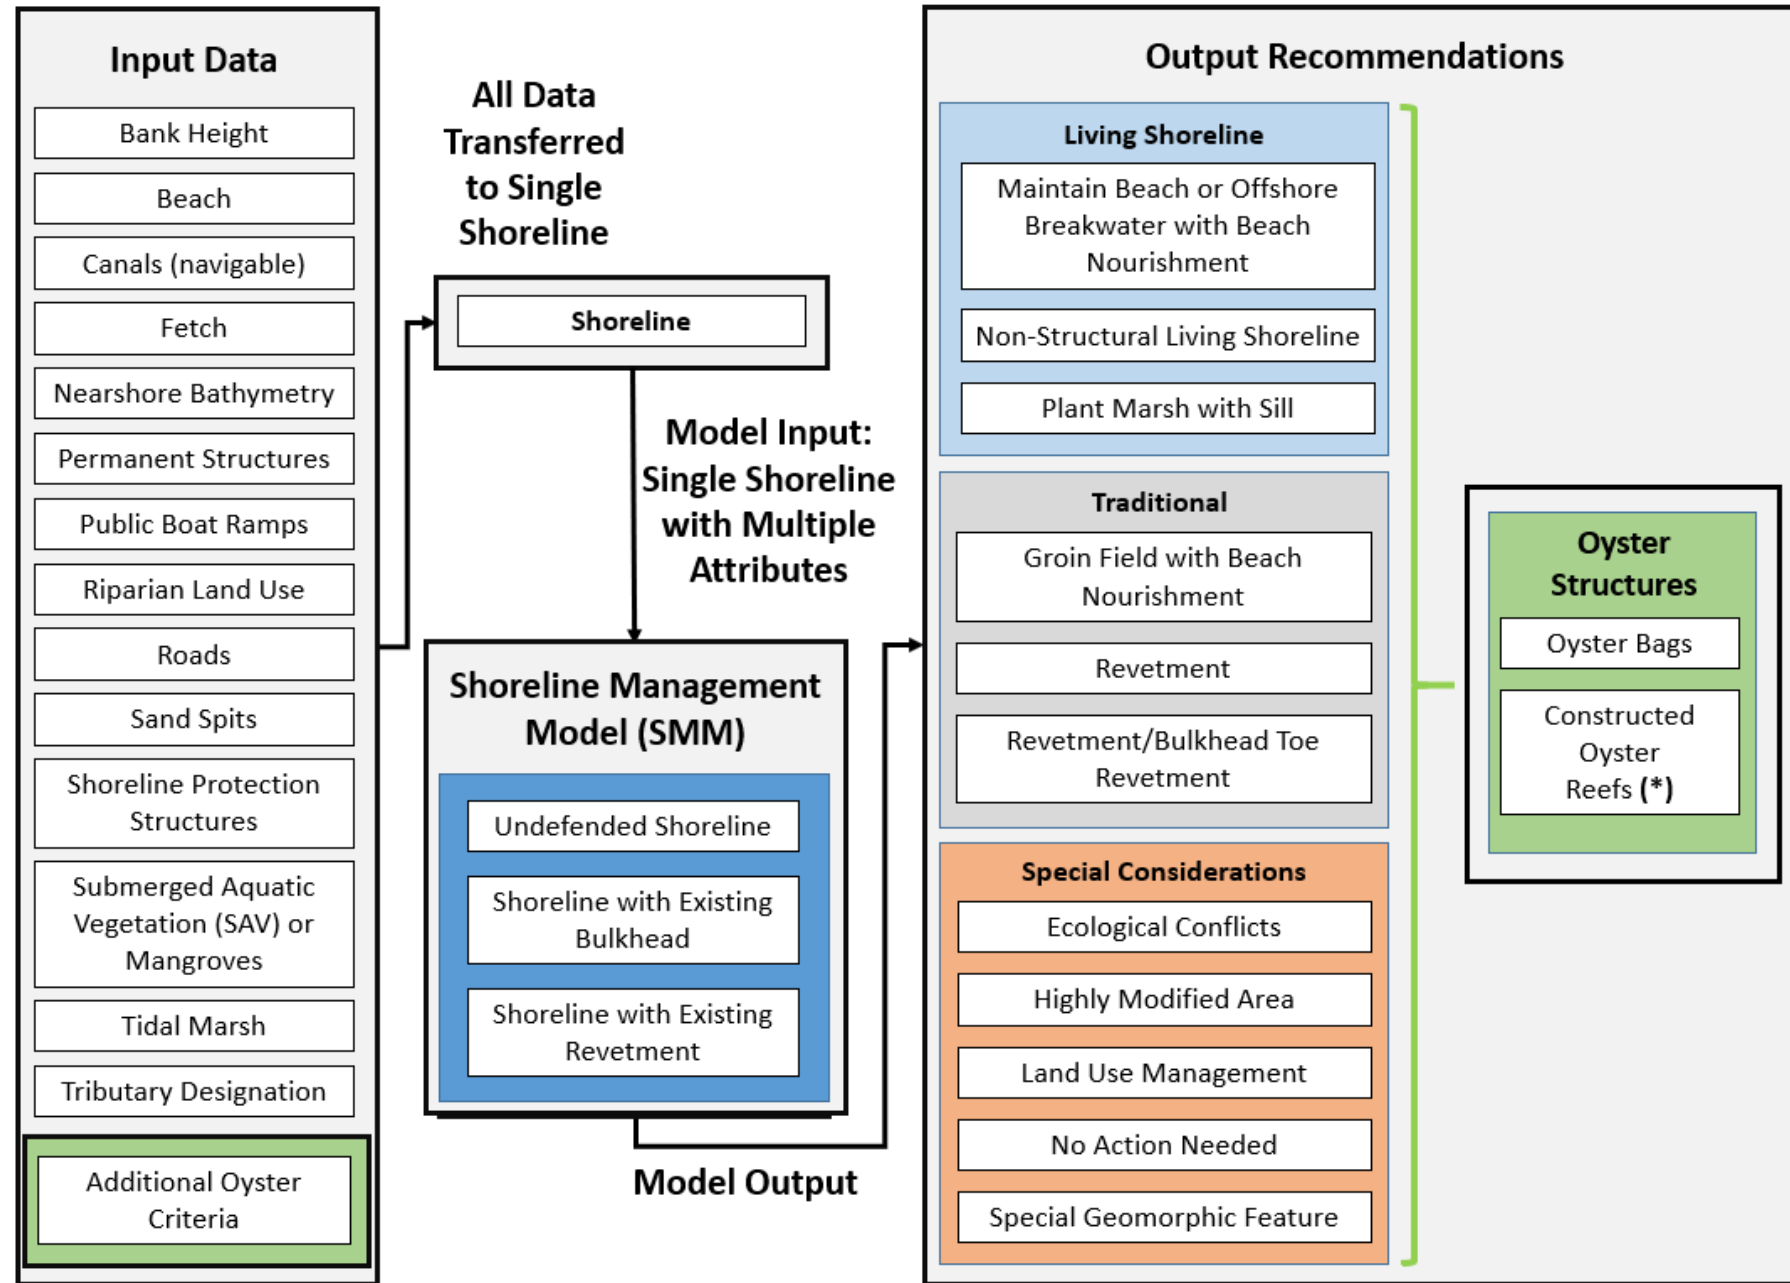 Input Data
Bank Height
Beach
Canals (navigable)
Fetch
Nearshore Bathymetry
Permanent Structures
Public Boat Ramps
Riparian Land Use
Roads
Sand Spits
Shoreline Protection
Structures
Submerged Aquatic
Vegetation (SAV) or
Mangroves
Tidal Marsh
Tributary Designation
Additional Oyster
Criteria
All Data
Transferred
to Single
Shoreline
Shoreline
Model Input:
Single Shoreline
with Multiple
Attributes
Shoreline Management
Model (SMM)
Undefended Shoreline
Shoreline with Existing
Bulkhead
Shoreline with Existing
Revetment
Model Output
Output Recommendations
Living Shoreline
Maintain Beach or Offshore
Breakwater with Beach
Nourishment
Non-Structural Living Shoreline
Plant Marsh with Sill
Traditional
Groin Field with Beach
Nourishment
Revetment
Revetment/Bulkhead Toe
Revetment
Special Considerations
Ecological Conflicts
Highly Modified Area
Land Use Management
No Action Needed
Special Geomorphic Feature
Oyster
Structures
Oyster Bags
Constructed
Oyster
Reefs (*)